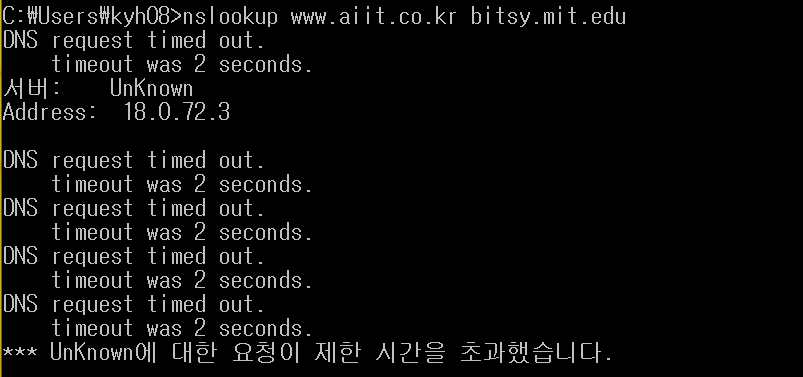 C:₩Users₩kyh08>nslookup www.aiit.co.kr bitsy.mit.edu
DNS request timed out.
    timeout was 2 seconds.
서버:    UnKnown
Address:  18.0.72.3

DNS request timed out.
    timeout was 2 seconds.
DNS request timed out.
    timeout was 2 seconds.
DNS request timed out.
    timeout was 2 seconds.
DNS request timed out.
    timeout was 2 seconds.
*** UnKnown에 대한 요청이 제한 시간을 초과했습니다.